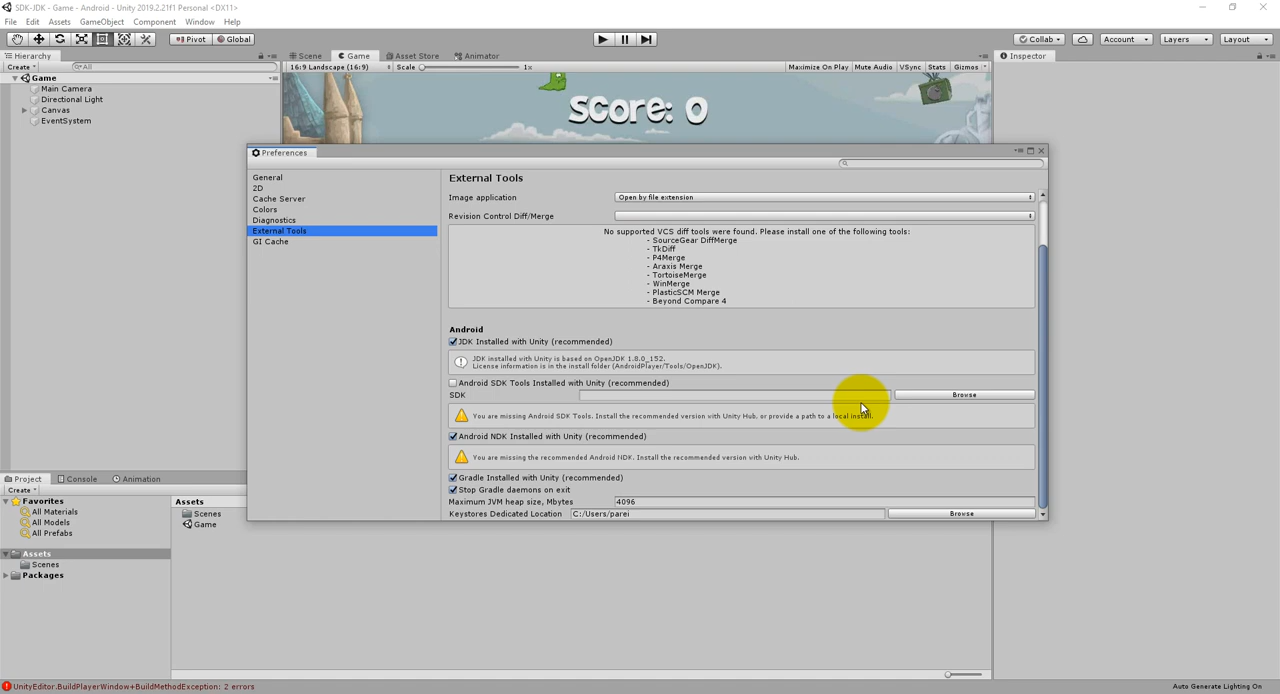 SDK-JDK - Game - Android - Unity 2019.2.21f1 Personal <DX11>
File Edit Assets GameObject Component Window Help
Pivot Global Collab Account Layers Layout
Hierarchy Scene Game Asset Store Animator Inspector
Create All 16:9 Landscape (16:9) Scale 1x Maximize On Play Mute Audio VSync Stats Gizmos
Game
Main Camera
Directional Light
Canvas
EventSystem
Score: 0
Preferences
General
2D
Cache Server
Colors
Diagnostics
External Tools
GI Cache
External Tools
Image application Open by file extension
Revision Control Diff/Merge
No supported VCS diff tools were found. Please install one of the following tools:
- SourceGear DiffMerge
- TkDiff
- P4Merge
- Araxis Merge
- TortoiseMerge
- WinMerge
- PlasticSCM Merge
- Beyond Compare 4
Android
JDK Installed with Unity (recommended)
JDK installed with Unity is based on OpenJDK 1.8.0_152.
License information is in the install folder (AndroidPlayer/Tools/OpenJDK).
Android SDK Tools Installed with Unity (recommended)
SDK Browse
You are missing Android SDK Tools. Install the recommended version with Unity Hub, or provide a path to a local install.
Android NDK Installed with Unity (recommended)
You are missing the recommended Android NDK. Install the recommended version with Unity Hub.
Gradle Installed with Unity (recommended)
Stop Gradle daemons on exit
Maximum JVM heap size, Mbytes 4096
Keystores Dedicated Location C:/Users/parei Browse
Project Console Animation
Create
Favorites
All Materials
All Models
All Prefabs
Assets
Scenes
Packages
Assets
Scenes
Game
UnityEditor.BuildPlayerWindow+BuildMethodException: 2 errors
Auto Generate Lighting On